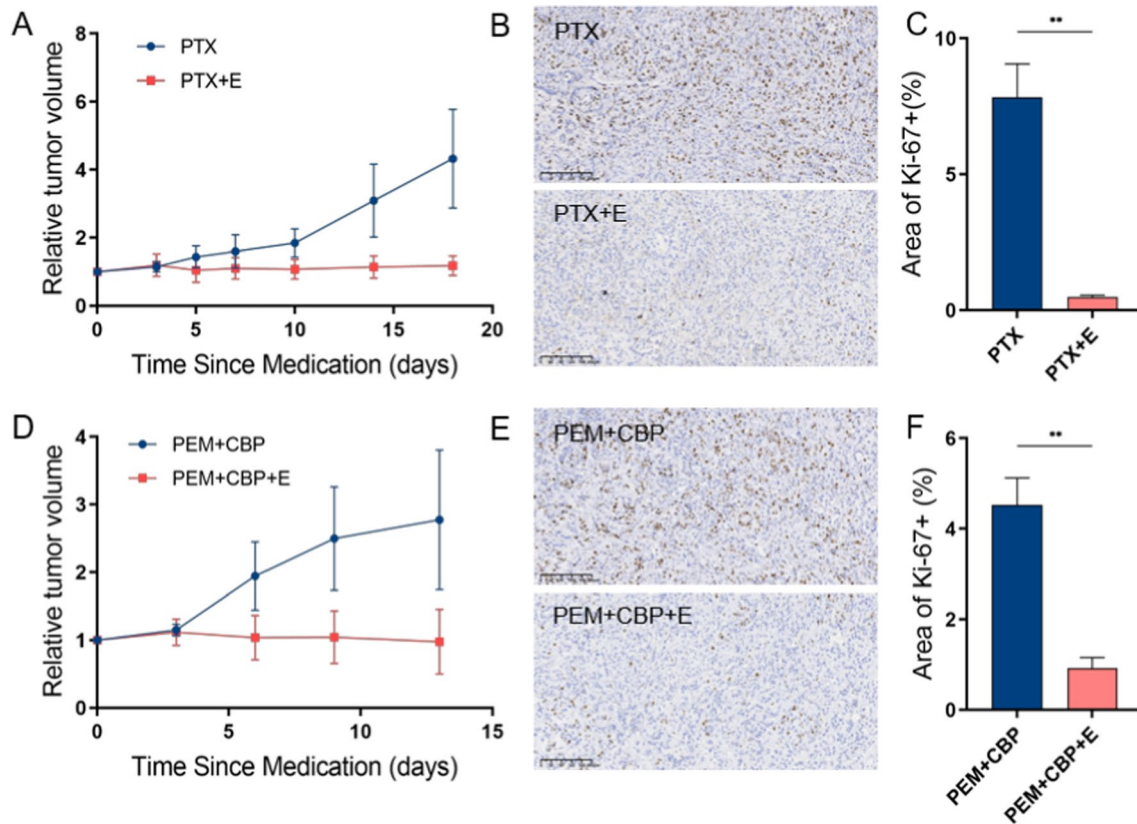 A
Relative tumor volume
8
6
4
2
0
PTX
PTX+E
0
5
10
15
20
Time Since Medication (days)
B
PTX
PTX+E
C
**
Area of Ki-67+(%)
10
5
0
PTX
PTX+E
D
Relative tumor volume
4
3
2
1
0
PEM+CBP
PEM+CBP+E
0
5
10
15
Time Since Medication (days)
E
PEM+CBP
PEM+CBP+E
F
**
Area of Ki-67+ (%)
6
4
2
0
PEM+CBP
PEM+CBP+E